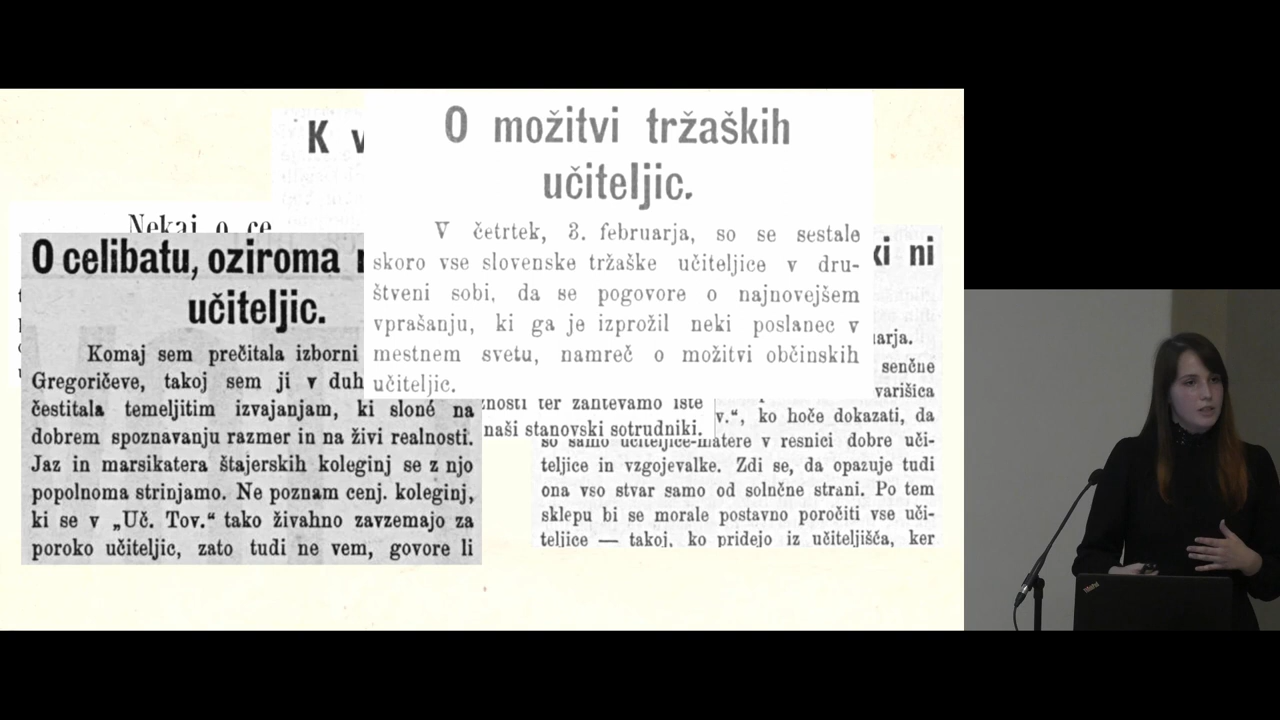 K
Nekaj o ce
O celibatu, oziroma
učiteljic.
Komaj sem prečitala izborni
Gregoričeve, takoj sem ji v duh
čestitala temeljitim izvajanjam, ki sloné na
dobrem spoznavanju razmer in na živi realnosti.
Jaz in marsikatera štajerskih koleginj se z njo
popolnoma strinjamo. Ne poznam cenj. koleginj,
ki se v „Uč. Tov.“ tako živahno zavzemajo za
poroko učiteljic, zato tudi ne vem, govore li
O možitvi tržaških
učiteljic.
V četrtek, 3. februarja, so se sestale
skoro vse slovenske tržaške učiteljice v dru-
štveni sobi, da se pogovore o najnovejšem
vprašanju, ki ga je izprožil neki poslanec v
mestnem svetu, namreč o možitvi občinskih
učiteljic.
znosti ter zahtevamo iste
naši stanovski sotrudniki.
ki ni
uarja.
senčne
varišica
v.“, ko hoče dokazati, da
so samo učiteljice-matere v resnici dobre uči-
teljice in vzgojevalke. Zdi se, da opazuje tudi
ona vso stvar samo od solnčne strani. Po tem
sklepu bi se morale postavno poročiti vse uči-
teljice — takoj, ko pridejo iz učiteljišča, ker
ThinkPad